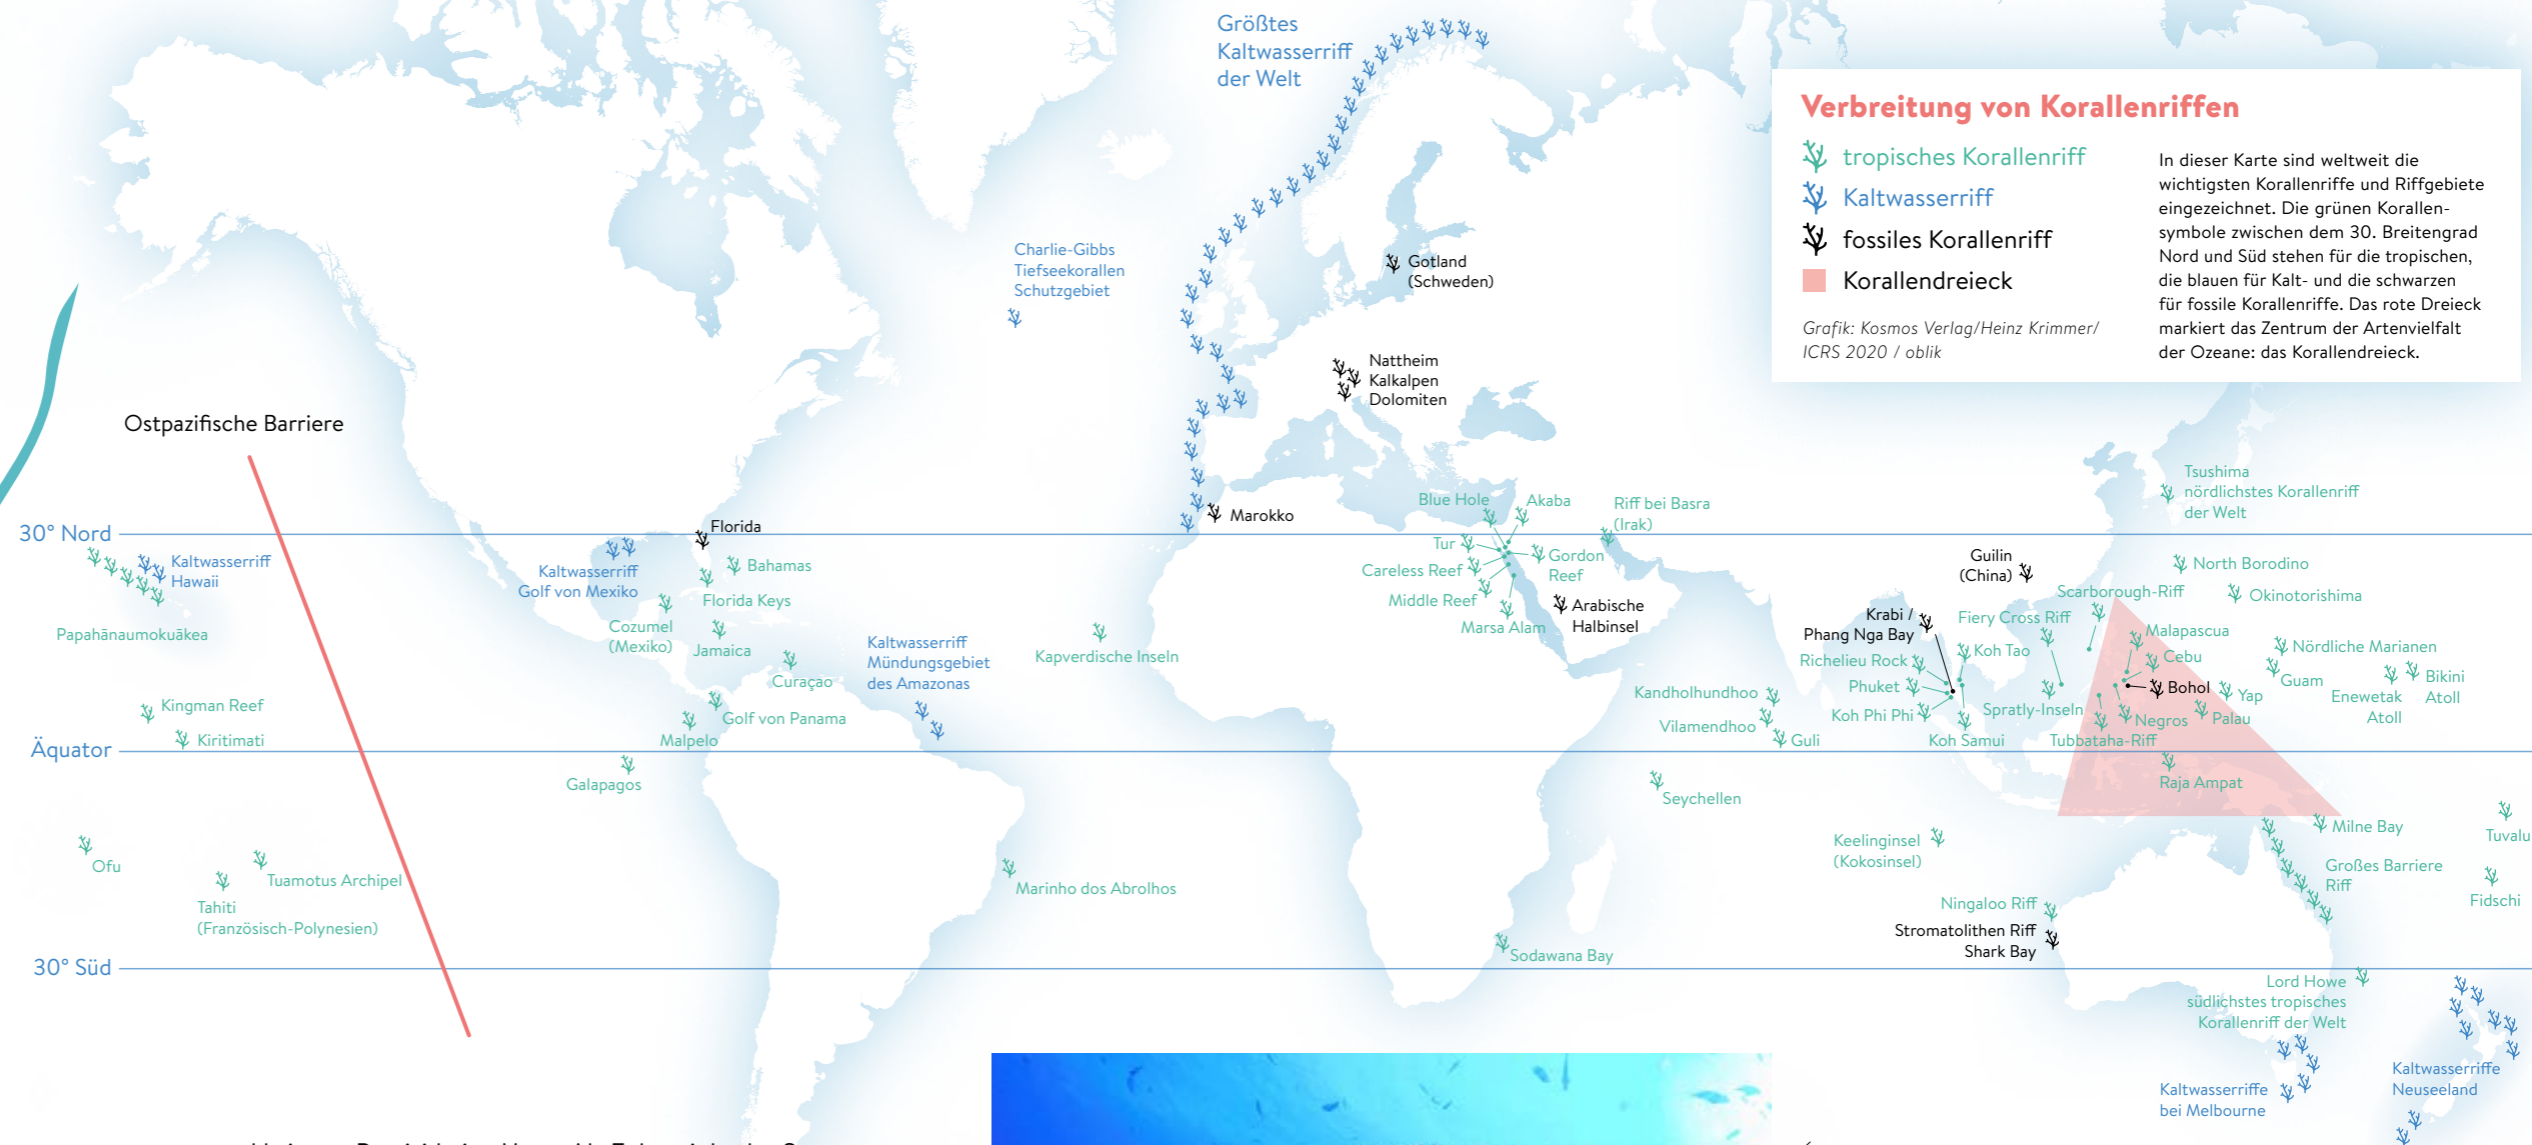 Größtes
Kaltwasserriff
der Welt
Verbreitung von Korallenriffen
tropisches Korallenriff
Kaltwasserriff
fossiles Korallenriff
Korallendreieck
Grafik: Kosmos Verlag/Heinz Krimmer/
ICRS 2020 / oblik
In dieser Karte sind weltweit die
wichtigsten Korallenriffe und Riffgebiete
eingezeichnet. Die grünen Korallen-
symbole zwischen dem 30. Breitengrad
Nord und Süd stehen für die tropischen,
die blauen für Kalt- und die schwarzen
für fossile Korallenriffe. Das rote Dreieck
markiert das Zentrum der Artenvielfalt
der Ozeane: das Korallendreieck.
Charlie-Gibbs
Tiefseekorallen
Schutzgebiet
Gotland
(Schweden)
Nattheim
Kalkalpen
Dolomiten
Ostpazifische Barriere
Tsushima
nördlichstes Korallenriff
der Welt
Blue Hole
Akaba
Riff bei Basra
(Irak)
Marokko
Florida
30° Nord
Kaltwasserriff
Hawaii
Kaltwasserriff
Golf von Mexiko
Bahamas
Florida Keys
Tur
Gordon
Reef
Careless Reef
Middle Reef
Marsa Alam
Arabische
Halbinsel
Guilin
(China)
North Borodino
Okinotorishima
Scarborough-Riff
Fiery Cross Riff
Krabi /
Phang Nga Bay
Papahānaumokuākea
Cozumel
(Mexiko)
Jamaica
Curaçao
Kaltwasserriff
Mündungsgebiet
des Amazonas
Kapverdische Inseln
Richelieu Rock
Koh Tao
Malapascua
Cebu
Nördliche Marianen
Guam
Enewetak
Atoll
Bikini
Atoll
Kandholhundhoo
Phuket
Bohol
Yap
Vilamendhoo
Koh Phi Phi
Spratly-Inseln
Negros
Palau
Guli
Koh Samui
Tubbataha-Riff
Kingman Reef
Kiritimati
Golf von Panama
Malpelo
Äquator
Galapagos
Raja Ampat
Seychellen
Milne Bay
Tuvalu
Keelinginsel
(Kokosinsel)
Großes Barriere
Riff
Fidschi
Ofu
Tuamotus Archipel
Tahiti
(Französisch-Polynesien)
Marinho dos Abrolhos
Ningaloo Riff
Stromatolithen Riff
Shark Bay
Sodawana Bay
30° Süd
Lord Howe
südlichstes tropisches
Korallenriff der Welt
Kaltwasserriffe
Neuseeland
Kaltwasserriffe
bei Melbourne